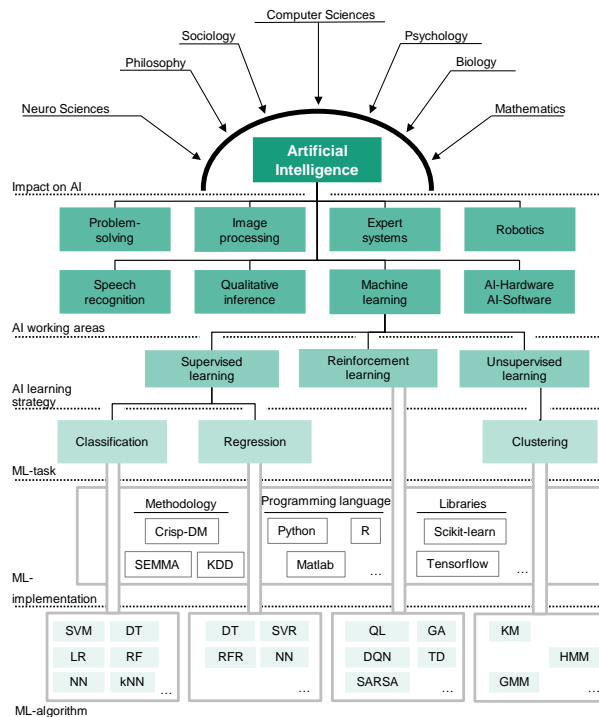 Computer Sciences
Sociology
Psychology
Philosophy
Biology
Neuro Sciences
Mathematics
Artificial
Intelligence
Impact on AI
Problem-
solving
Image
processing
Expert
systems
Robotics
Speech
recognition
Qualitative
inference
Machine
learning
AI-Hardware
AI-Software
AI working areas
Supervised
learning
Reinforcement
learning
Unsupervised
learning
AI learning
strategy
Classification
Regression
Clustering
ML-task
Methodology
Programming language
Libraries
Crisp-DM
Python
R
Scikit-learn
SEMMA
KDD
Matlab
...
Tensorflow
...
ML-
implementation
SVM
DT
LR
RF
NN
kNN
...
DT
SVR
RFR
NN
...
QL
GA
DQN
TD
SARSA
...
KM
HMM
GMM
...
ML-algorithm